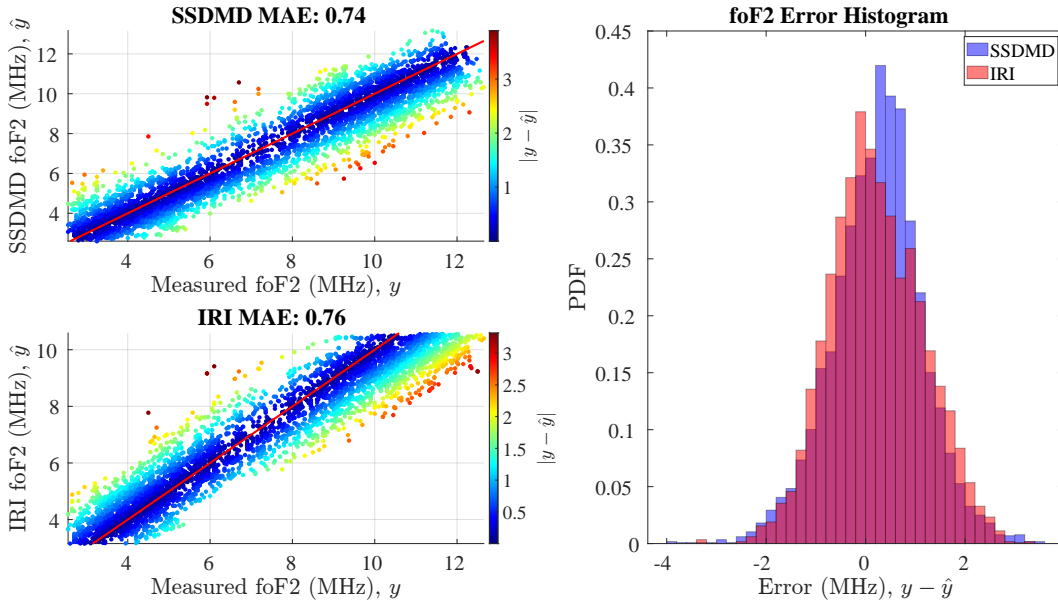 SSDMD MAE: 0.74
SSDMD foF2 (MHz), ŷ
12
10
8
6
4
4 6 8 10 12
Measured foF2 (MHz), y
3
2
1
|y − ŷ|
IRI MAE: 0.76
IRI foF2 (MHz), ŷ
10
8
6
4
4 6 8 10 12
Measured foF2 (MHz), y
3
2.5
2
1.5
1
0.5
|y − ŷ|
foF2 Error Histogram
SSDMD
IRI
PDF
0.45
0.4
0.35
0.3
0.25
0.2
0.15
0.1
0.05
0
-4 -2 0 2
Error (MHz), y − ŷ